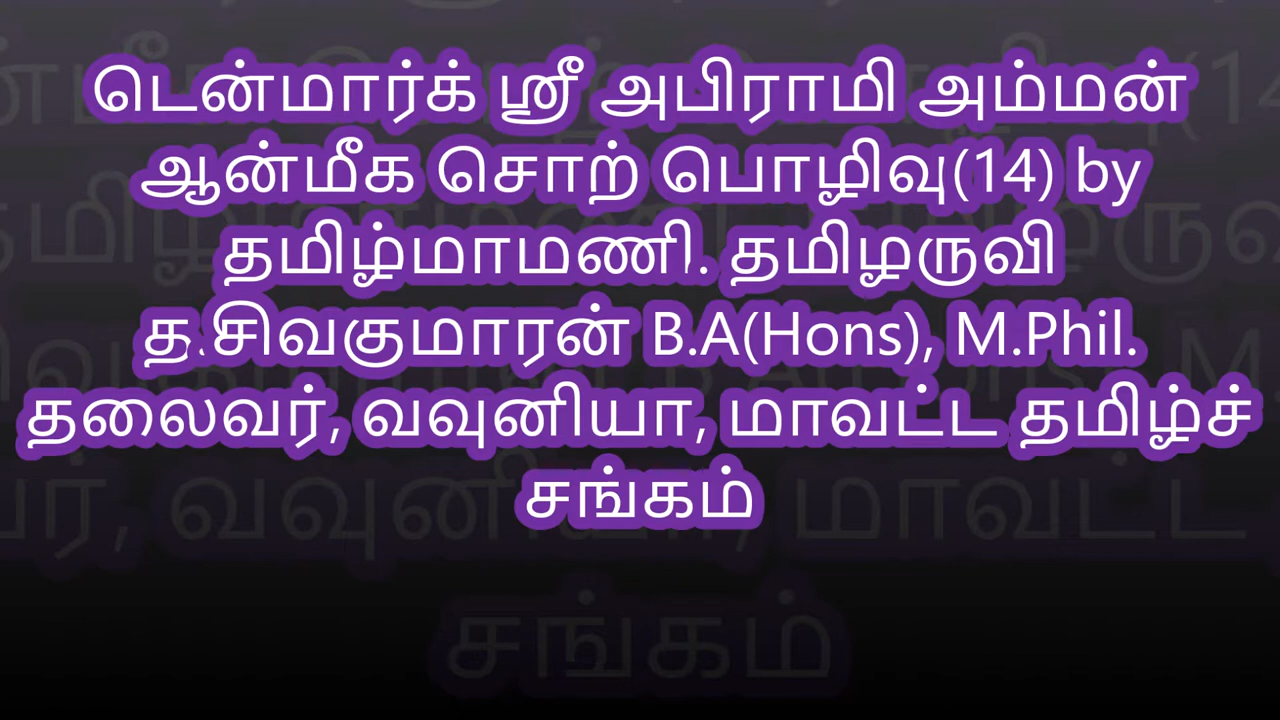 டென்மார்க் ஸ்ரீ அபிராமி அம்மன்
ஆன்மீக சொற் பொழிவு(14) by
தமிழ்மாமணி. தமிழருவி
த.சிவகுமாரன் B.A(Hons), M.Phil.
தலைவர், வவுனியா, மாவட்ட தமிழ்ச்
சங்கம்